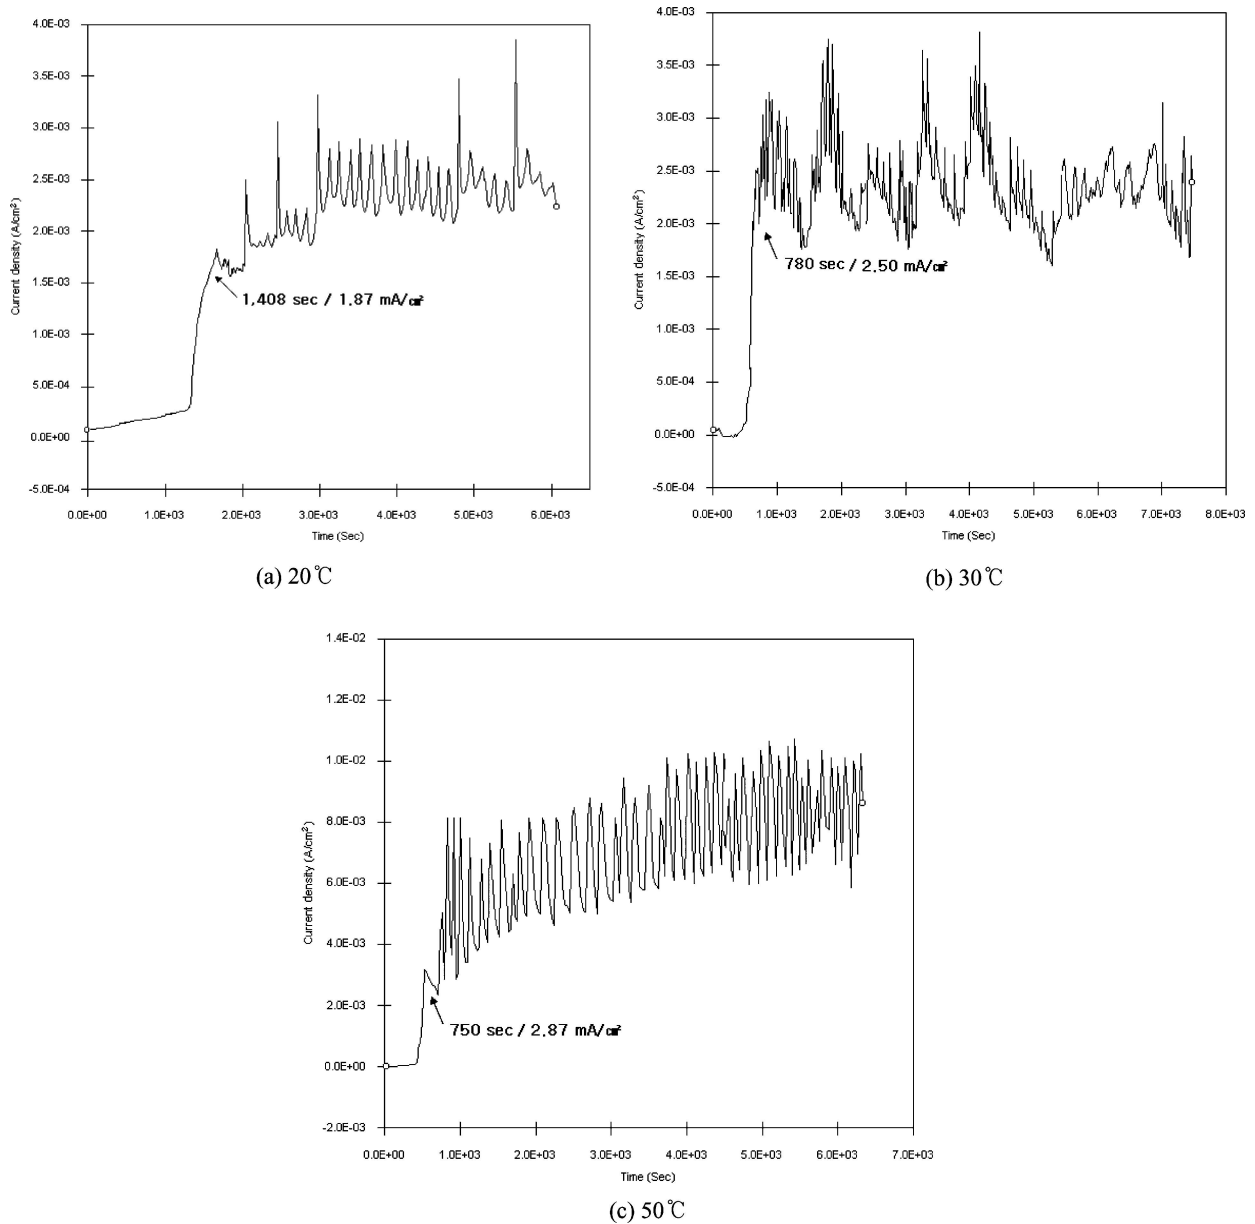 4.0E-03
3.5E-03
3.0E-03
2.5E-03
2.0E-03
1.5E-03
1.0E-03
5.0E-04
0.0E+00
-5.0E-04
Current density (A/cm²)
1,408 sec / 1.87 mA/㎠
0.0E+00 1.0E+03 2.0E+03 3.0E+03 4.0E+03 5.0E+03 6.0E+03
Time (Sec)
(a) 20℃
4.0E-03
3.5E-03
3.0E-03
2.5E-03
2.0E-03
1.5E-03
1.0E-03
5.0E-04
0.0E+00
-5.0E-04
Current density (A/cm²)
780 sec / 2.50 mA/㎠
0.0E+00 1.0E+03 2.0E+03 3.0E+03 4.0E+03 5.0E+03 6.0E+03 7.0E+03 8.0E+03
Time (Sec)
(b) 30℃
1.4E-02
1.2E-02
1.0E-02
8.0E-03
6.0E-03
4.0E-03
2.0E-03
0.0E+00
-2.0E-03
Current density (A/cm²)
750 sec / 2.87 mA/㎠
0.0E+00 1.0E+03 2.0E+03 3.0E+03 4.0E+03 5.0E+03 6.0E+03 7.0E+03
Time (Sec)
(c) 50℃